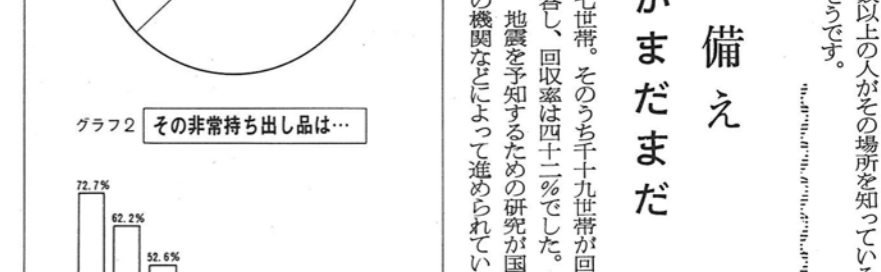 数以上の人がその場所を知っている
そうです。
備え
がまだまだ
七世帯。そのうち千十九世帯が回
答し、回収率は四十二%でした。
地震を予知するための研究が国
の機関などによって進められてい
グラフ2 その非常持ち出し品は…
72.7%
62.2%
52.6%